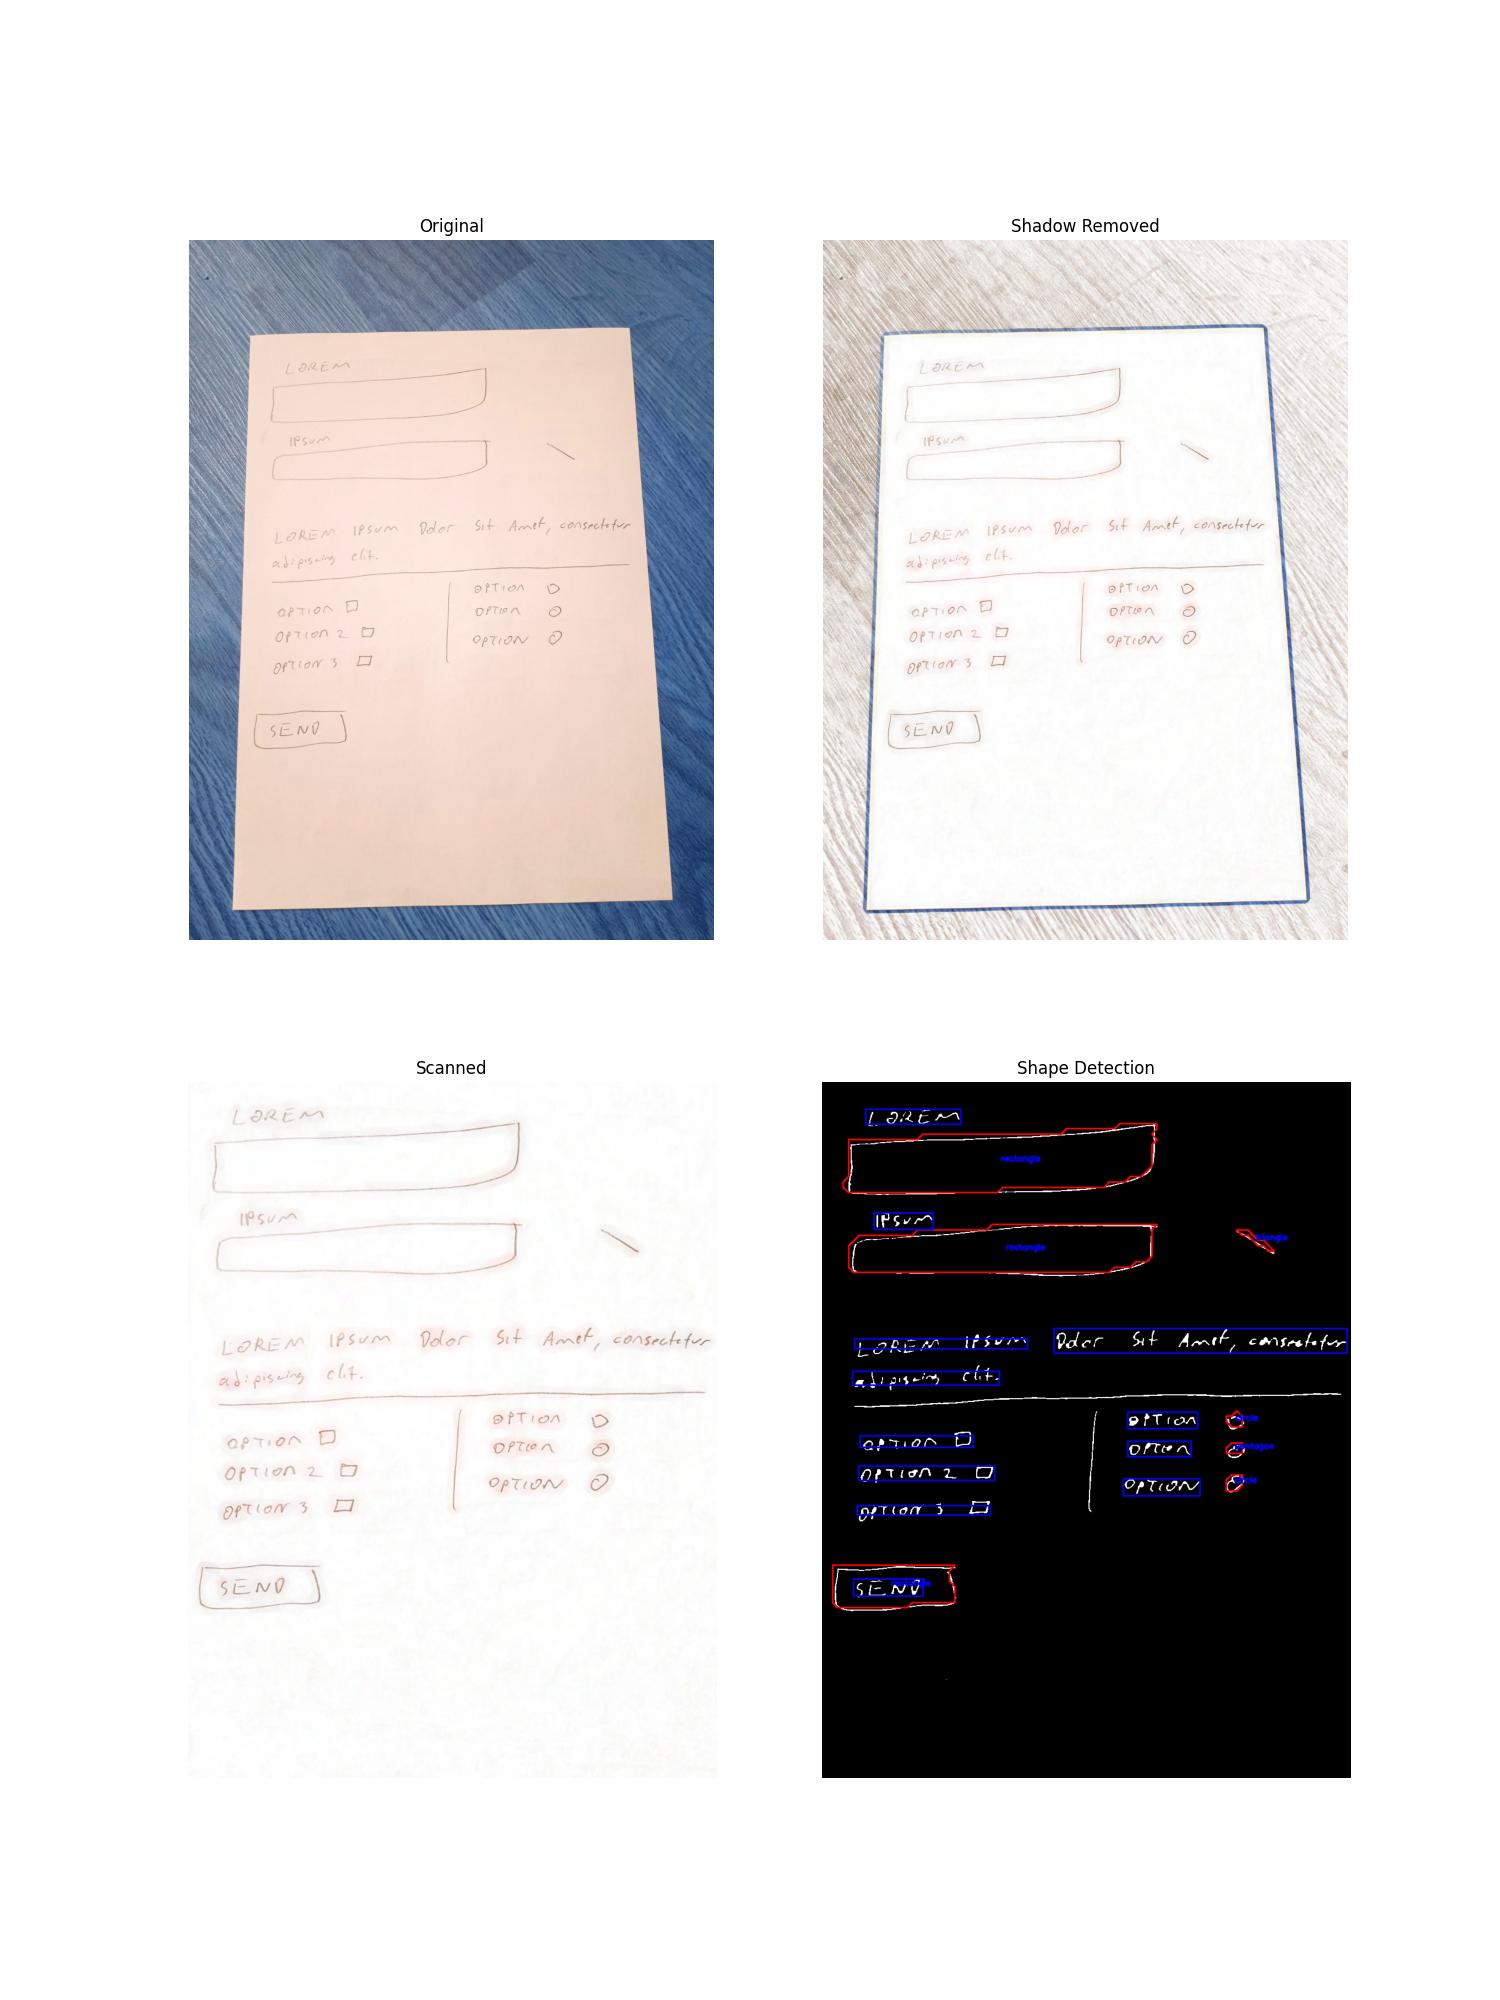 Original
LOREM
IPSUM
LOREM IPSUM Dolor Sit Amet, consectetur
adipiscing elit.
OPTION
OPTION 2
OPTION 3
OPTION
OPTION
OPTION
SEND
Shadow Removed
LOREM
IPSUM
LOREM IPSUM Dolor Sit Amet, consectetur
adipiscing elit.
OPTION
OPTION 2
OPTION 3
OPTION
OPTION
OPTION
SEND
Scanned
LOREM
IPSUM
LOREM IPSUM Dolor Sit Amet, consectetur
adipiscing elit.
OPTION
OPTION 2
OPTION 3
OPTION
OPTION
OPTION
SEND
Shape Detection
LOREM
rectangle
IPSUM
rectangle
triangle
LOREM IPSUM Dolor Sit Amet, consectetur
adipiscing elit.
OPTION
OPTION 2
OPTION 3
OPTION
OPTION
OPTION
SEND